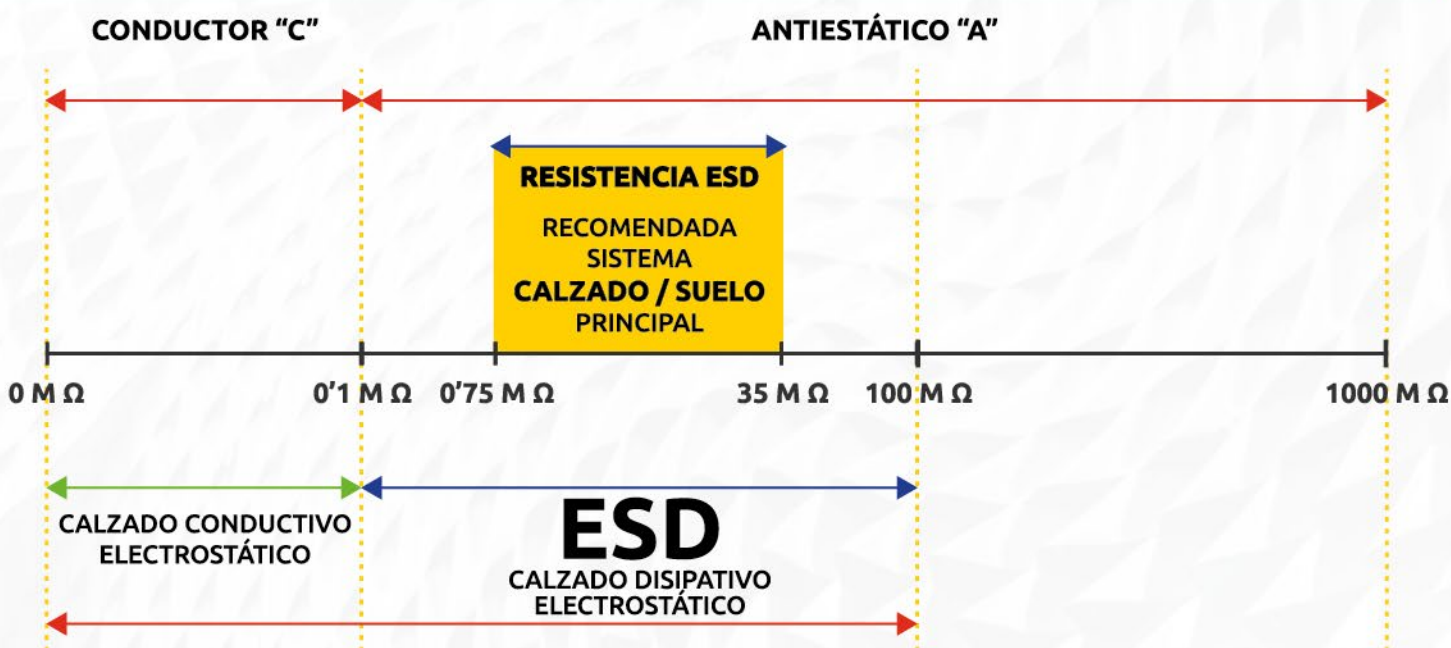 CONDUCTOR “C”
ANTIESTÁTICO “A”
RESISTENCIA ESD
RECOMENDADA
SISTEMA
CALZADO / SUELO
PRINCIPAL
0 M Ω
0'1 M Ω
0'75 M Ω
35 M Ω
100 M Ω
1000 M Ω
CALZADO CONDUCTIVO
ELECTROSTÁTICO
ESD
CALZADO DISIPATIVO
ELECTROSTÁTICO